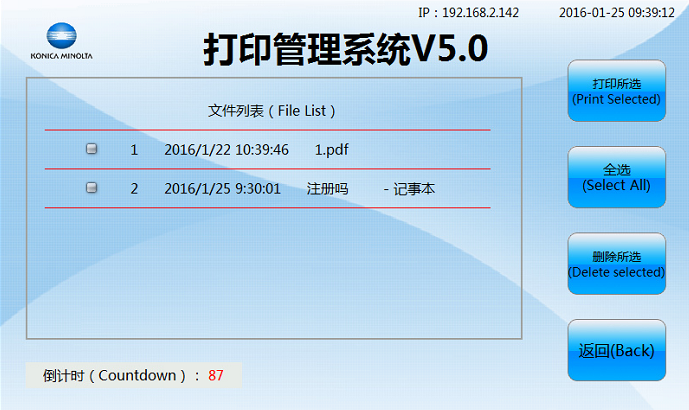 IP：192.168.2.142 2016-01-25 09:39:12
KONICA MINOLTA
打印管理系统V5.0
文件列表（File List）
1 2016/1/22 10:39:46 1.pdf
2 2016/1/25 9:30:01 注册吗 - 记事本
打印所选
(Print Selected)
全选
(Select All)
删除所选
(Delete selected)
返回(Back)
倒计时（Countdown）：87